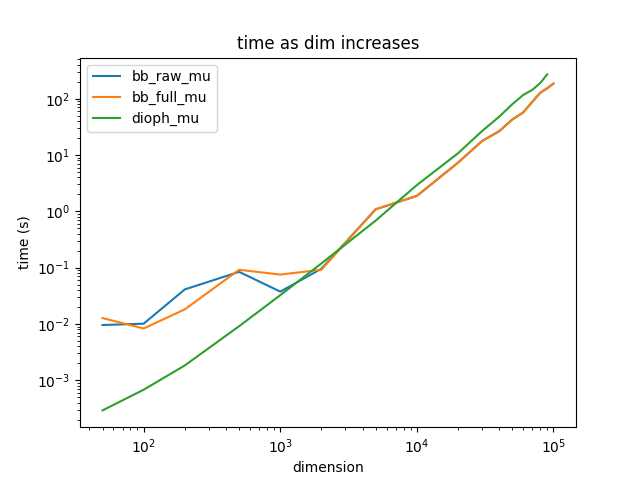 time as dim increases
bb_raw_mu
bb_full_mu
dioph_mu
time (s)
10²
10¹
10⁰
10⁻¹
10⁻²
10⁻³
10² 10³ 10⁴ 10⁵
dimension